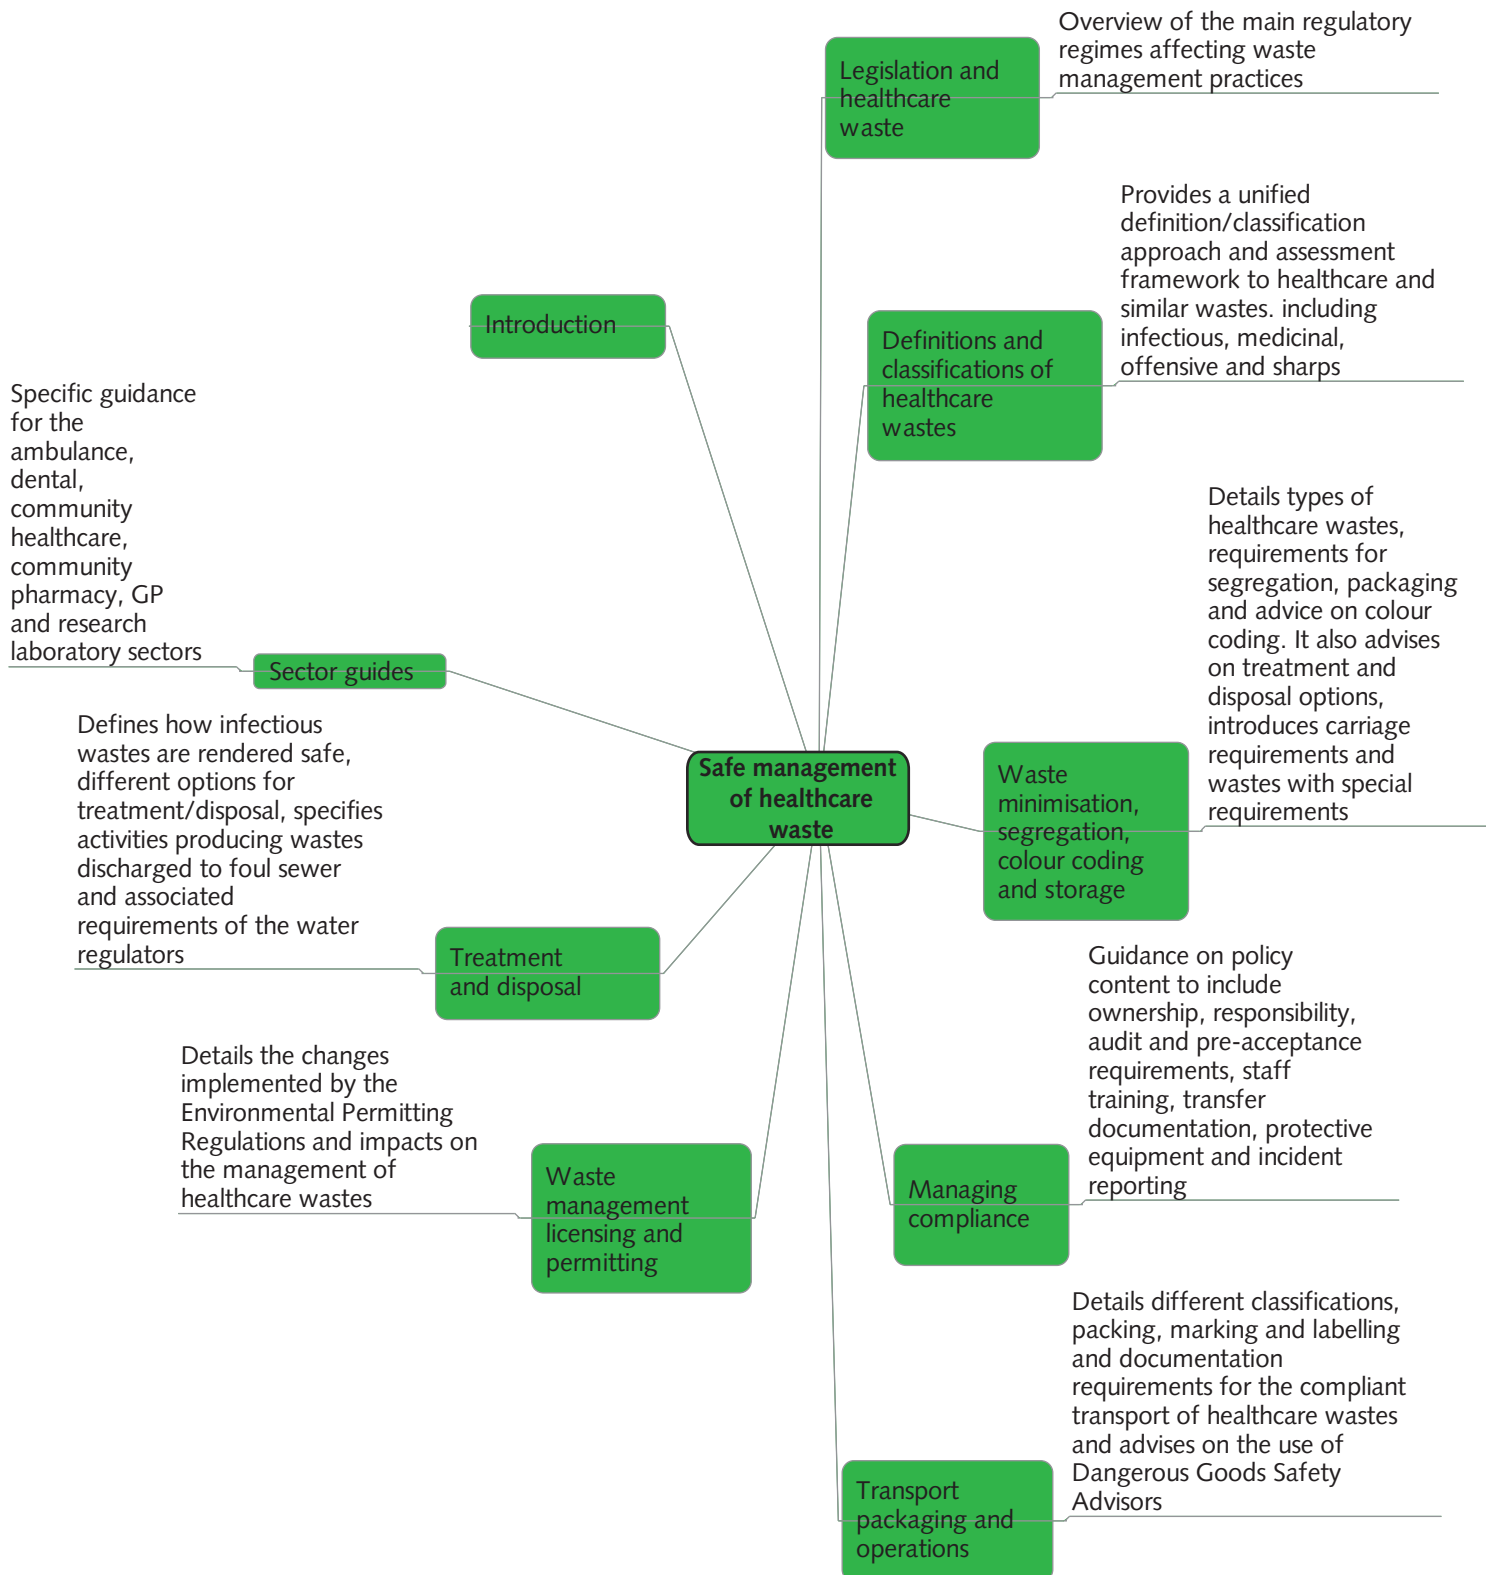 Overview of the main regulatory
regimes affecting waste
management practices
Legislation and
healthcare
waste
Provides a unified
definition/classification
approach and assessment
framework to healthcare and
similar wastes. including
infectious, medicinal,
offensive and sharps
Definitions and
classifications of
healthcare
wastes
Introduction
Specific guidance
for the
ambulance,
dental,
community
healthcare,
community
pharmacy, GP
and research
laboratory sectors
Sector guides
Details types of
healthcare wastes,
requirements for
segregation, packaging
and advice on colour
coding. It also advises
on treatment and
disposal options,
introduces carriage
requirements and
wastes with special
requirements
Waste
minimisation,
segregation,
colour coding
and storage
Safe management
of healthcare
waste
Defines how infectious
wastes are rendered safe,
different options for
treatment/disposal, specifies
activities producing wastes
discharged to foul sewer
and associated
requirements of the water
regulators
Treatment
and disposal
Guidance on policy
content to include
ownership, responsibility,
audit and pre-acceptance
requirements, staff
training, transfer
documentation, protective
equipment and incident
reporting
Managing
compliance
Details the changes
implemented by the
Environmental Permitting
Regulations and impacts on
the management of
healthcare wastes
Waste
management
licensing and
permitting
Details different classifications,
packing, marking and labelling
and documentation
requirements for the compliant
transport of healthcare wastes
and advises on the use of
Dangerous Goods Safety
Advisors
Transport
packaging and
operations